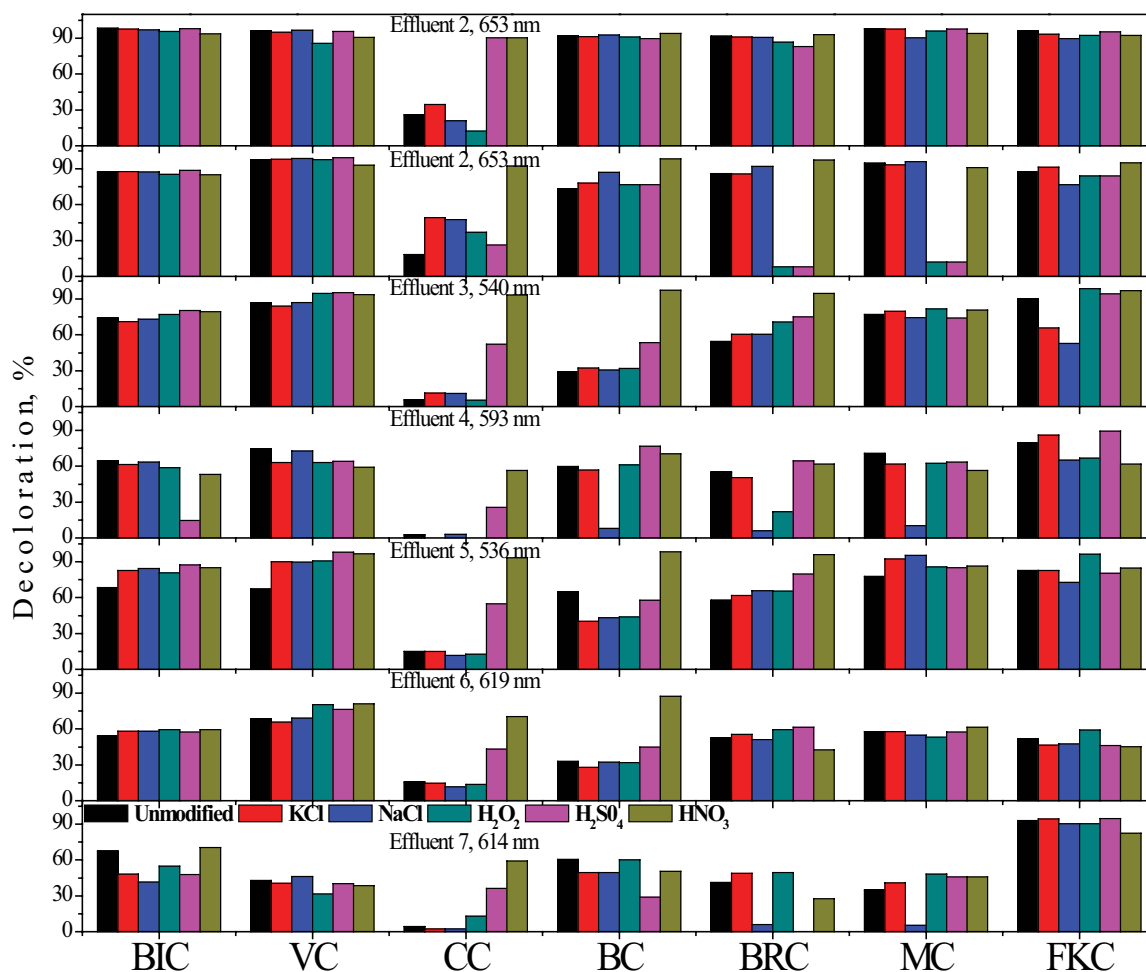 Decoloration, %
Effluent 2, 653 nm
90
60
30
0
Effluent 2, 653 nm
90
60
30
0
Effluent 3, 540 nm
90
60
30
0
Effluent 4, 593 nm
90
60
30
0
Effluent 5, 536 nm
90
60
30
0
Effluent 6, 619 nm
90
60
30
0
Unmodified KCl NaCl H₂O₂ H₂S0₄ HNO₃
Effluent 7, 614 nm
90
60
30
0
BIC VC CC BC BRC MC FKC